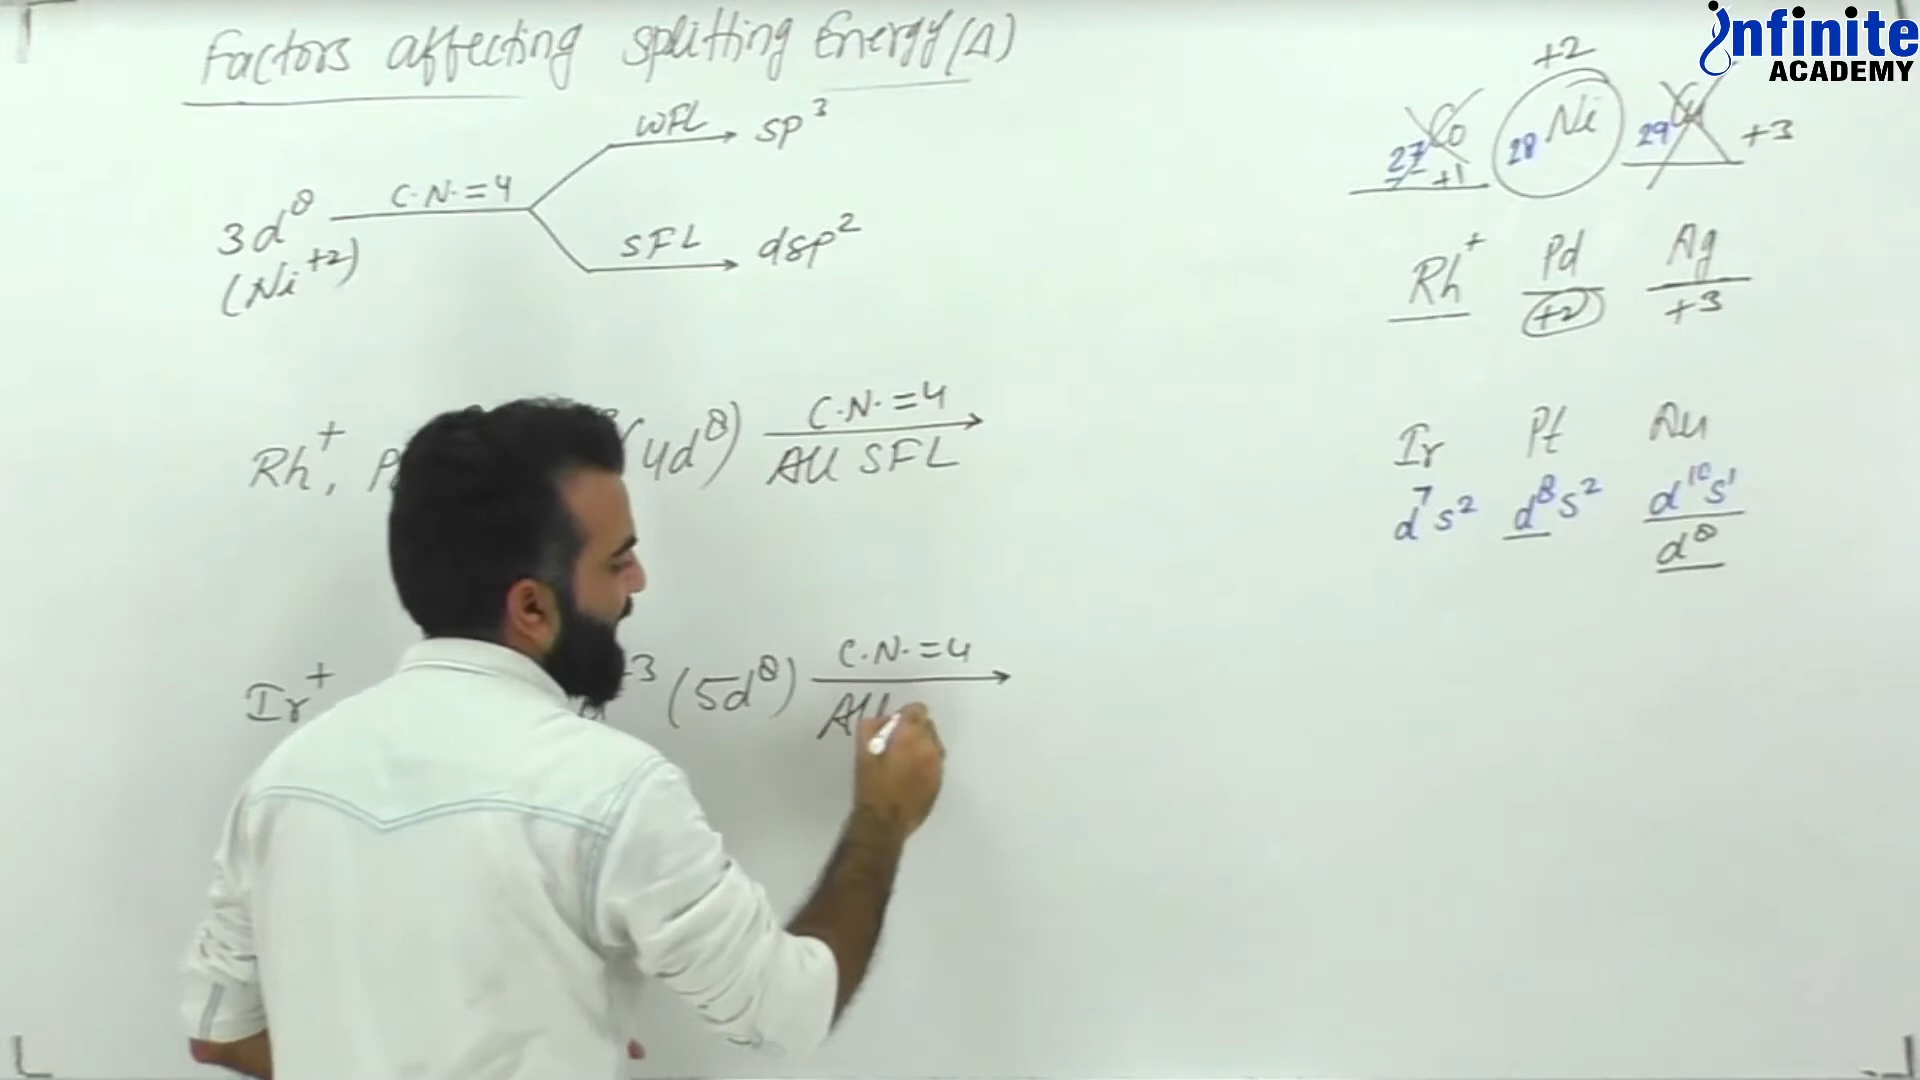 Factors affecting splitting Energy (Δ)
WFL
sp³
C.N.=4
3d⁸
(Ni⁺²)
SFL
dsp²
Rh⁺, P
(4d⁸)
C.N.=4
All SFL
Ir⁺
3 (5d⁸)
C.N.=4
All
infinite
ACADEMY
+2
27 Co +1
28 Ni
29 Cu +3
Rh⁺ Pd Ag
+2 +3
Ir Pt Au
d⁷s² d⁸s² d¹⁰s¹
d⁸